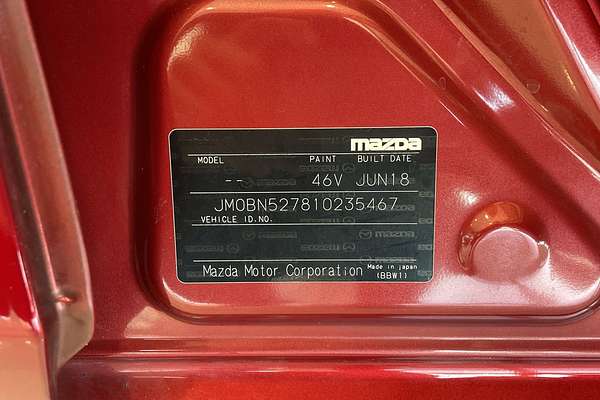 mazda
MODEL PAINT BUILT DATE
-- 46V JUN18
JM0BN527810235467
VEHICLE ID.NO.
Mazda Motor Corporation Made in japan
(BBW1)